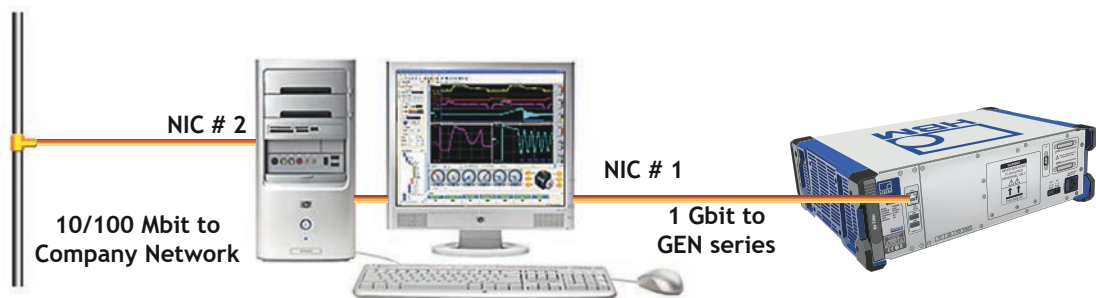 NIC # 2
10/100 Mbit to
Company Network
NIC # 1
1 Gbit to
GEN series
HBM